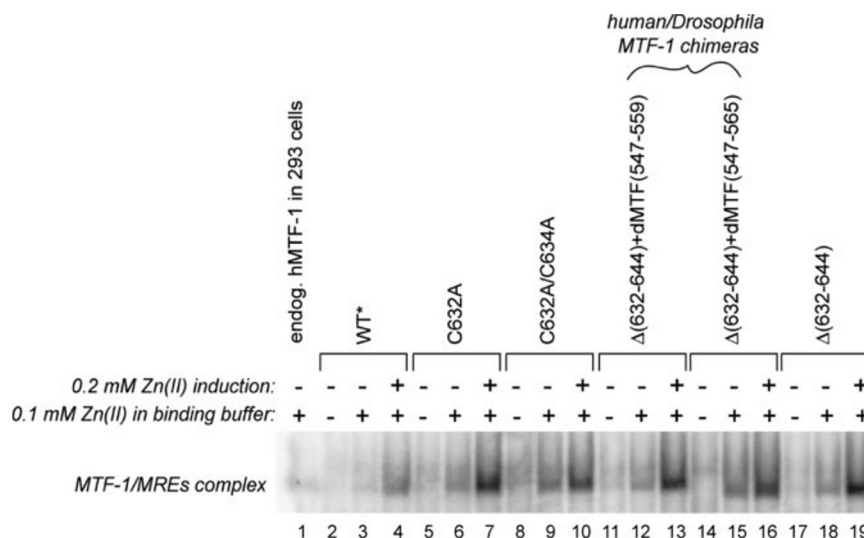 human/Drosophila
MTF-1 chimeras
endog. hMTF-1 in 293 cells
WT*
C632A
C632A/C634A
Δ(632-644)+dMTF(547-559)
Δ(632-644)+dMTF(547-565)
Δ(632-644)
0.2 mM Zn(II) induction: - - - + - - + - - + - - + - - + - - +
0.1 mM Zn(II) in binding buffer: + - + + - + + - + + - + + - + + - + +
MTF-1/MREs complex
1 2 3 4 5 6 7 8 9 10 11 12 13 14 15 16 17 18 19